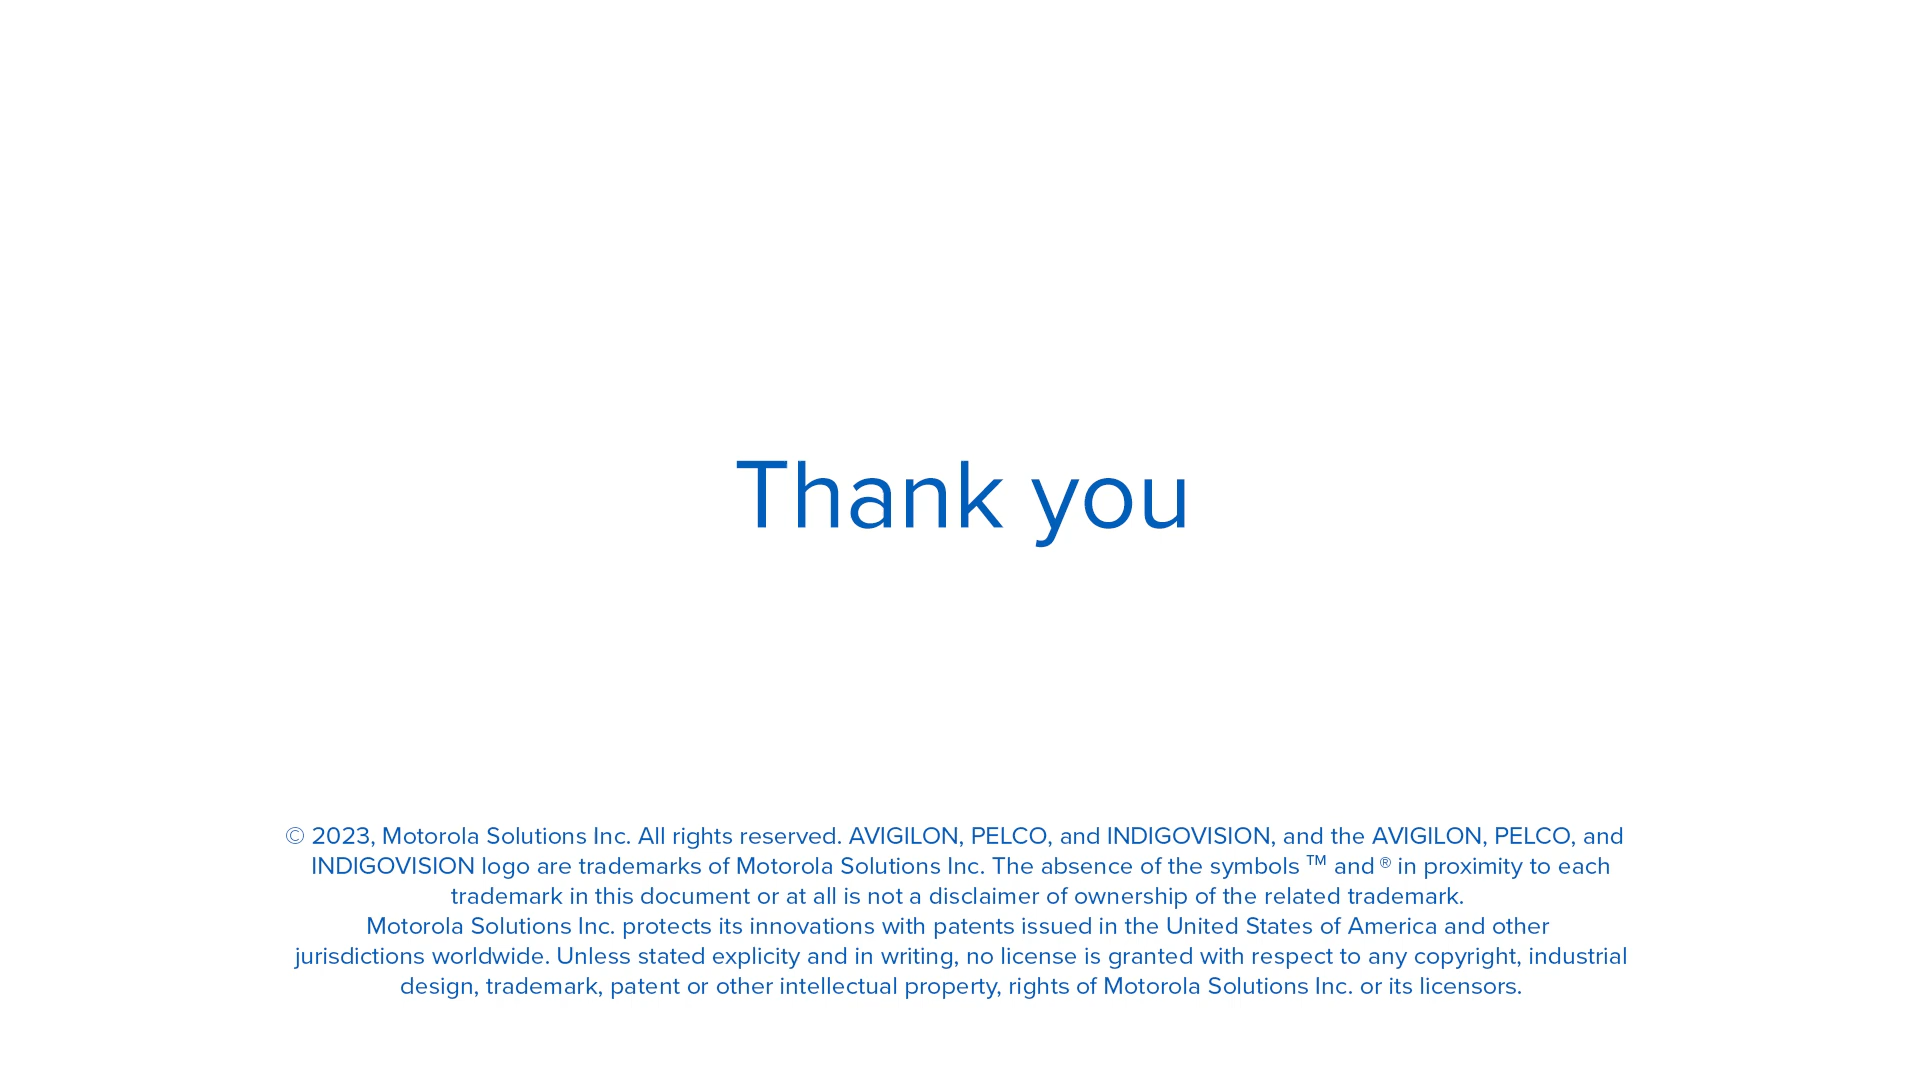 Thank you
© 2023, Motorola Solutions Inc. All rights reserved. AVIGILON, PELCO, and INDIGOVISION, and the AVIGILON, PELCO, and
INDIGOVISION logo are trademarks of Motorola Solutions Inc. The absence of the symbols ™ and ® in proximity to each
trademark in this document or at all is not a disclaimer of ownership of the related trademark.
Motorola Solutions Inc. protects its innovations with patents issued in the United States of America and other
jurisdictions worldwide. Unless stated explicity and in writing, no license is granted with respect to any copyright, industrial
design, trademark, patent or other intellectual property, rights of Motorola Solutions Inc. or its licensors.